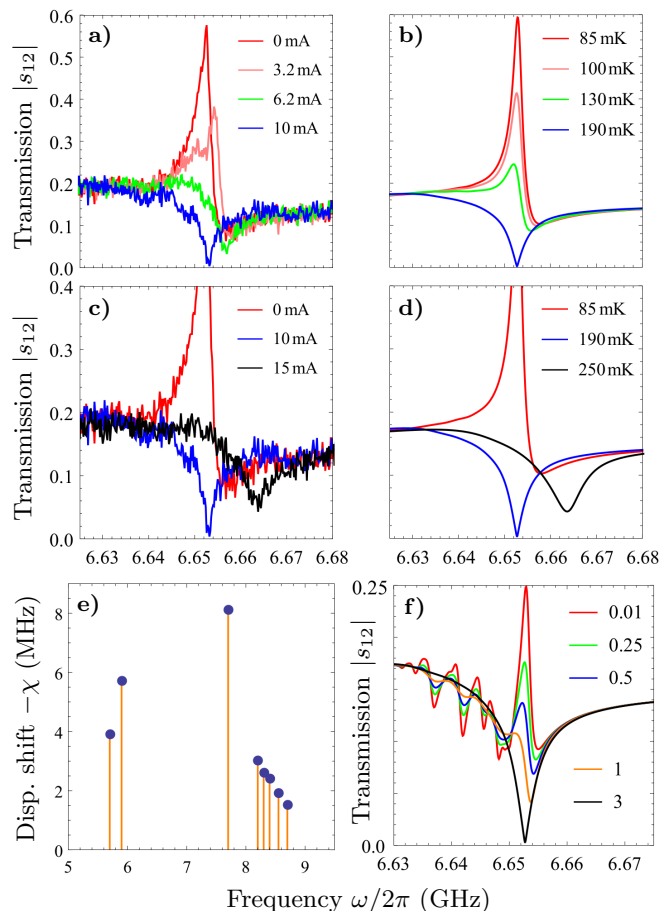 Transmission |s12|
0.6
0.5
0.4
0.3
0.2
0.1
0.0
a)
0 mA
3.2 mA
6.2 mA
10 mA
b)
85 mK
100 mK
130 mK
190 mK
Transmission |s12|
0.4
0.3
0.2
0.1
0.0
c)
0 mA
10 mA
15 mA
6.63 6.64 6.65 6.66 6.67 6.68
d)
85 mK
190 mK
250 mK
6.63 6.64 6.65 6.66 6.67 6.68
Disp. shift −χ (MHz)
8
6
4
2
0
e)
5 6 7 8 9
Transmission |s12|
0.25
0.0
f)
0.01
0.25
0.5
1
3
6.63 6.64 6.65 6.66 6.67
Frequency ω/2π (GHz)